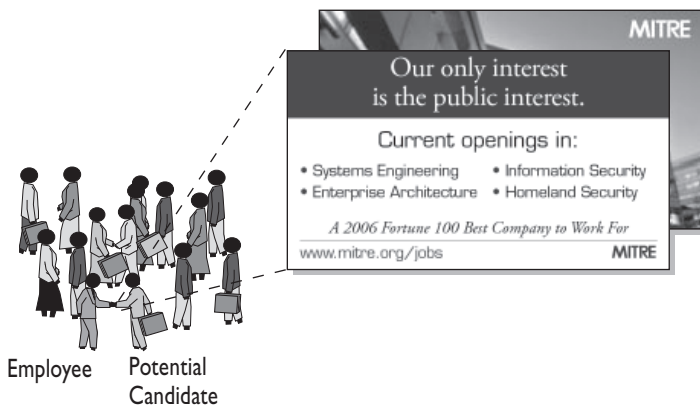 MITRE
Our only interest
is the public interest.
Current openings in:
• Systems Engineering • Information Security
• Enterprise Architecture • Homeland Security
A 2006 Fortune 100 Best Company to Work For
www.mitre.org/jobs MITRE
Employee Potential
Candidate